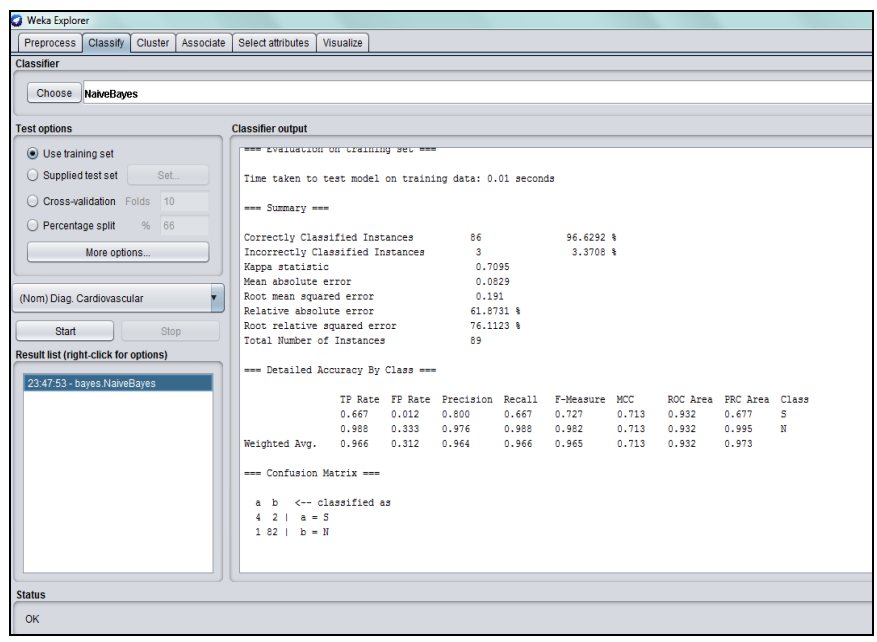 Weka Explorer
Preprocess Classify Cluster Associate Select attributes Visualize
Classifier
Choose NaiveBayes
Test options
Use training set
Supplied test set Set...
Cross-validation Folds 10
Percentage split % 66
More options...
(Nom) Diag. Cardiovascular
Start Stop
Result list (right-click for options)
23:47:53 - bayes.NaiveBayes
Classifier output
=== Evaluation on training set ===
Time taken to test model on training data: 0.01 seconds
=== Summary ===
Correctly Classified Instances 86 96.6292 %
Incorrectly Classified Instances 3 3.3708 %
Kappa statistic 0.7095
Mean absolute error 0.0829
Root mean squared error 0.191
Relative absolute error 61.8731 %
Root relative squared error 76.1123 %
Total Number of Instances 89
=== Detailed Accuracy By Class ===
TP Rate FP Rate Precision Recall F-Measure MCC ROC Area PRC Area Class
0.667 0.012 0.800 0.667 0.727 0.713 0.932 0.677 S
0.988 0.333 0.976 0.988 0.982 0.713 0.932 0.995 N
Weighted Avg. 0.966 0.312 0.964 0.966 0.965 0.713 0.932 0.973
=== Confusion Matrix ===
a b <-- classified as
4 2 | a = S
1 82 | b = N
Status
OK